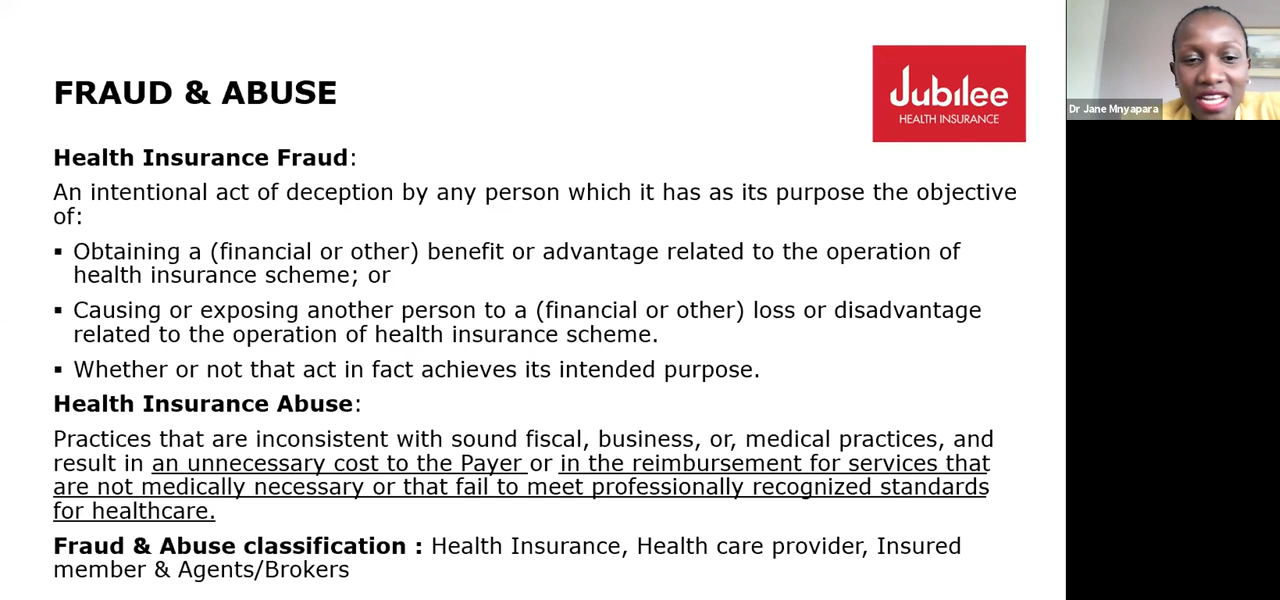 FRAUD & ABUSE
Jubilee
HEALTH INSURANCE
Dr Jane Mnyapara
Health Insurance Fraud:
An intentional act of deception by any person which it has as its purpose the objective
of:
▪ Obtaining a (financial or other) benefit or advantage related to the operation of
health insurance scheme; or
▪ Causing or exposing another person to a (financial or other) loss or disadvantage
related to the operation of health insurance scheme.
▪ Whether or not that act in fact achieves its intended purpose.
Health Insurance Abuse:
Practices that are inconsistent with sound fiscal, business, or, medical practices, and
result in an unnecessary cost to the Payer or in the reimbursement for services that
are not medically necessary or that fail to meet professionally recognized standards
for healthcare.
Fraud & Abuse classification : Health Insurance, Health care provider, Insured
member & Agents/Brokers